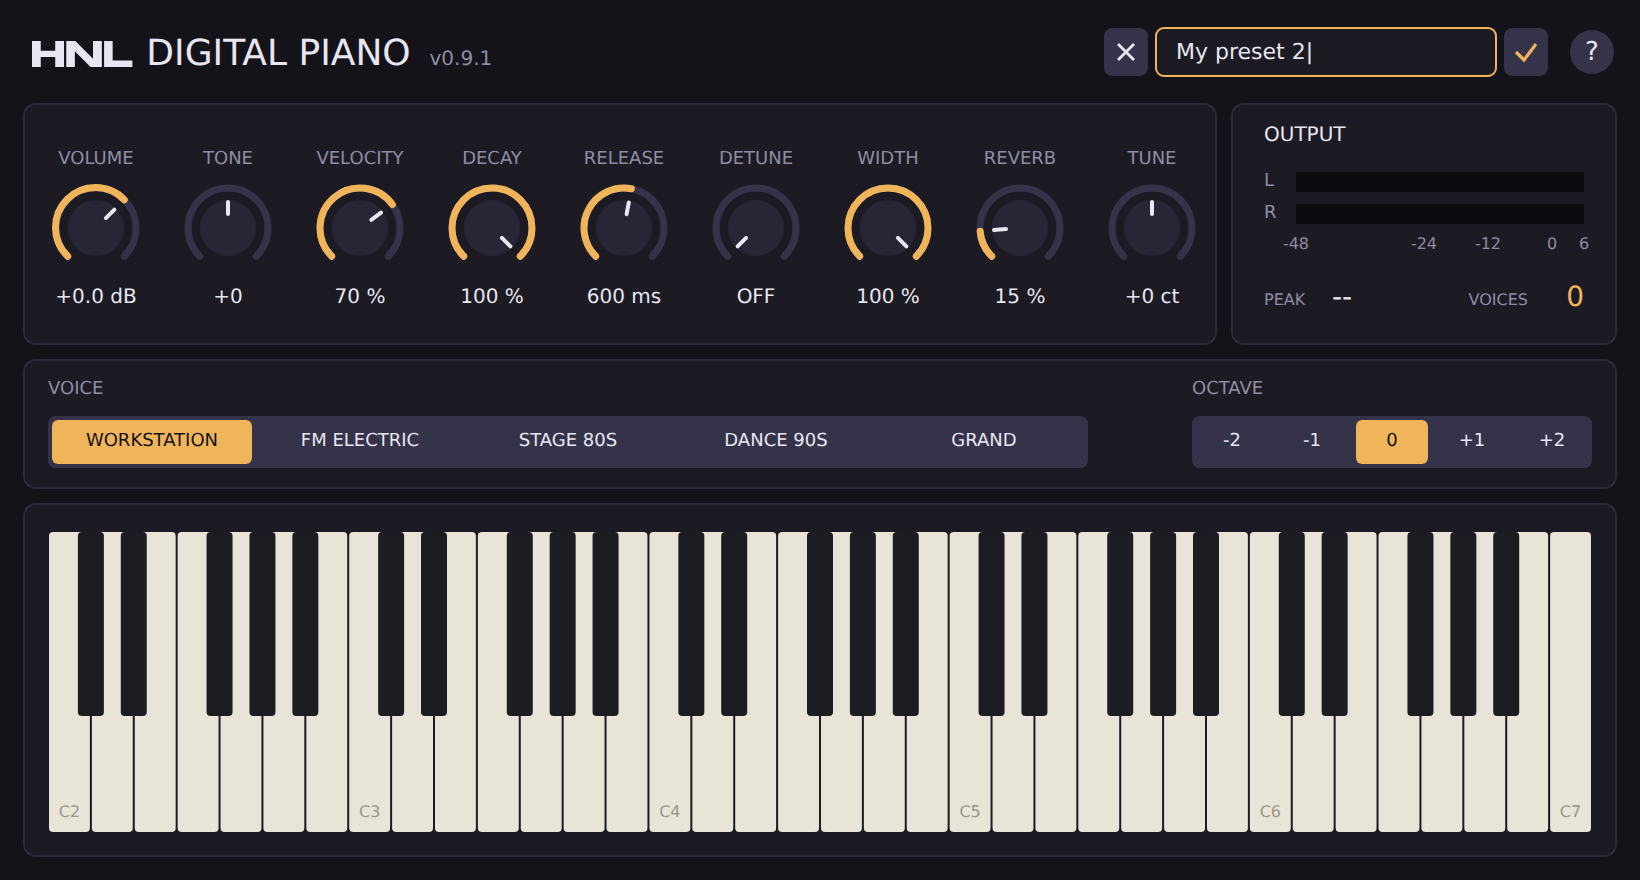 HNL DIGITAL PIANO v0.9.1
My preset 2
?
VOLUME TONE VELOCITY DECAY RELEASE DETUNE WIDTH REVERB TUNE
+0.0 dB +0 70 % 100 % 600 ms OFF 100 % 15 % +0 ct
OUTPUT
L
R
-48 -24 -12 0 6
PEAK -- VOICES 0
VOICE
WORKSTATION FM ELECTRIC STAGE 80S DANCE 90S GRAND
OCTAVE
-2 -1 0 +1 +2
C2 C3 C4 C5 C6 C7